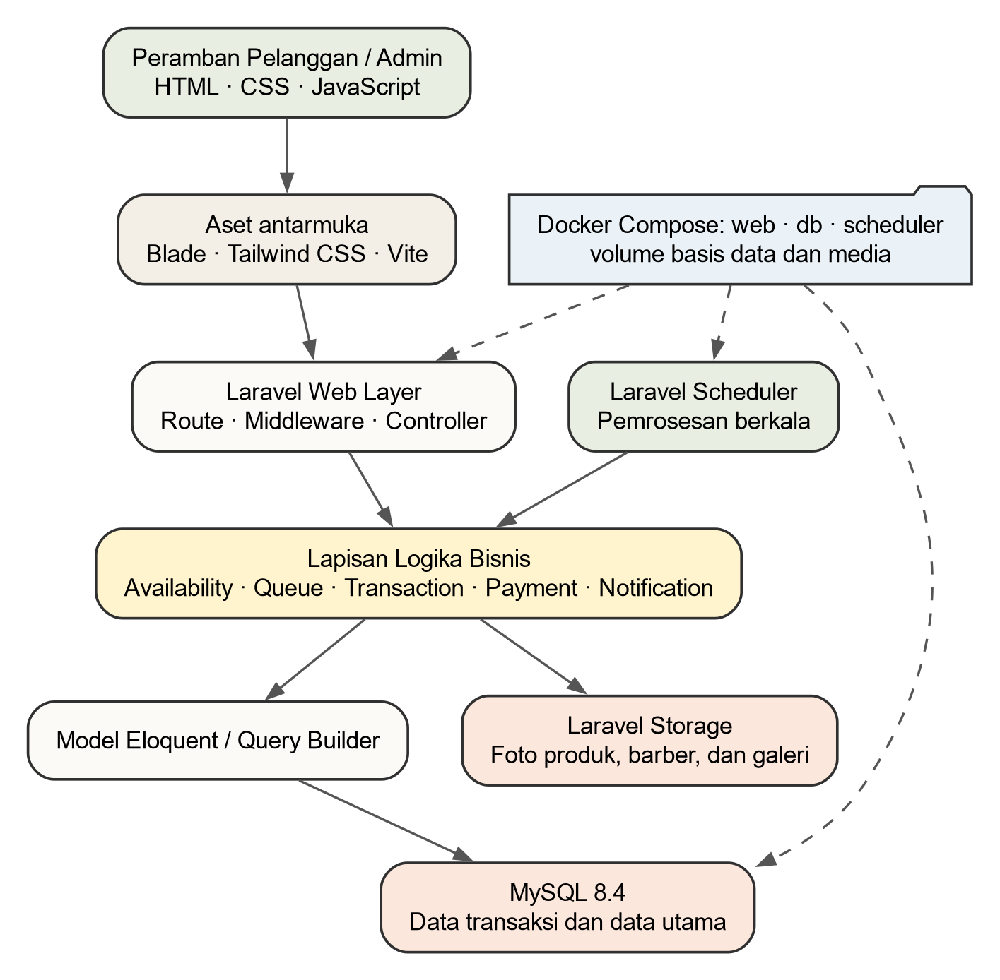 Peramban Pelanggan / Admin
HTML · CSS · JavaScript
Aset antarmuka
Blade · Tailwind CSS · Vite
Docker Compose: web · db · scheduler
volume basis data dan media
Laravel Web Layer
Route · Middleware · Controller
Laravel Scheduler
Pemrosesan berkala
Lapisan Logika Bisnis
Availability · Queue · Transaction · Payment · Notification
Model Eloquent / Query Builder
Laravel Storage
Foto produk, barber, dan galeri
MySQL 8.4
Data transaksi dan data utama